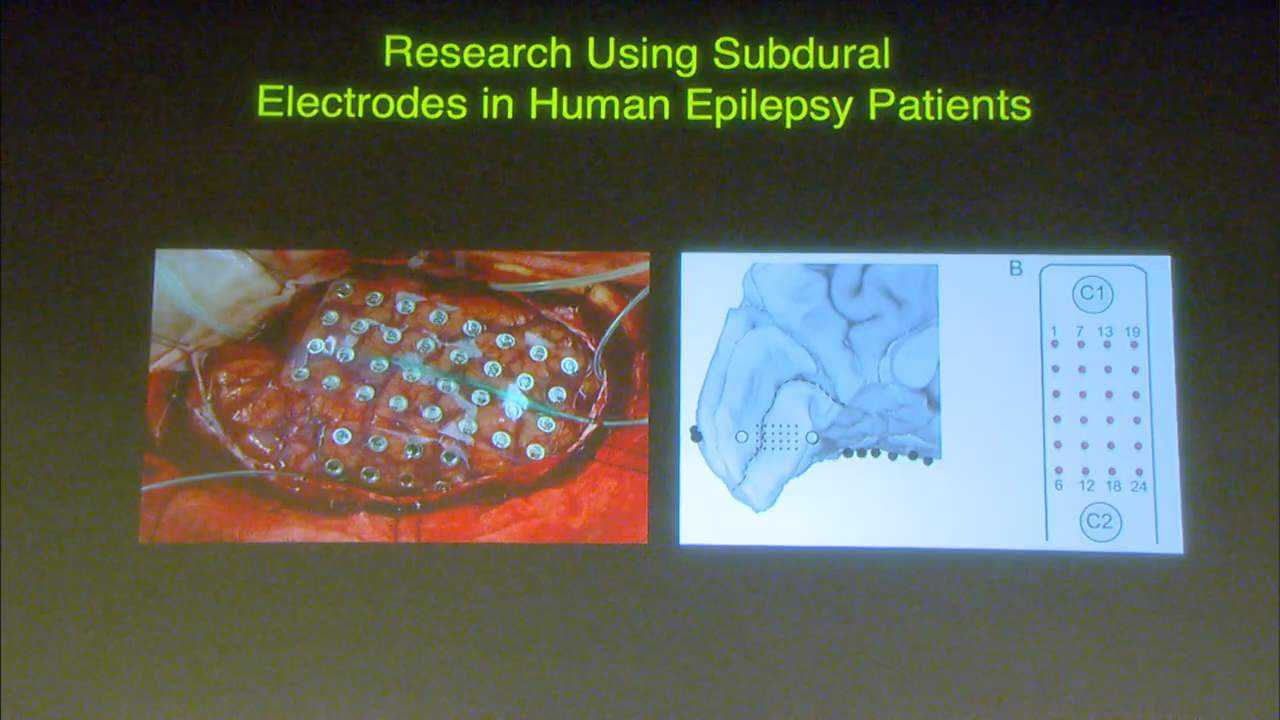 Research Using Subdural
Electrodes in Human Epilepsy Patients
B
C1
1 7 13 19
6 12 18 24
C2